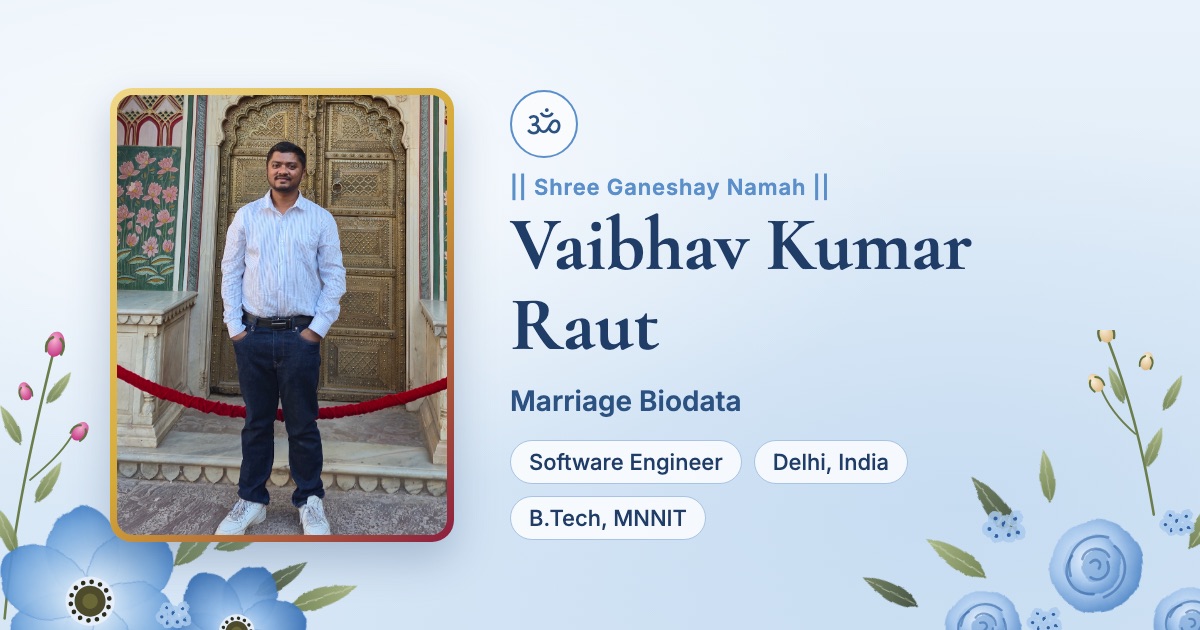 ॐ
|| Shree Ganeshay Namah ||
Vaibhav Kumar
Raut
Marriage Biodata
Software Engineer
Delhi, India
B.Tech, MNNIT